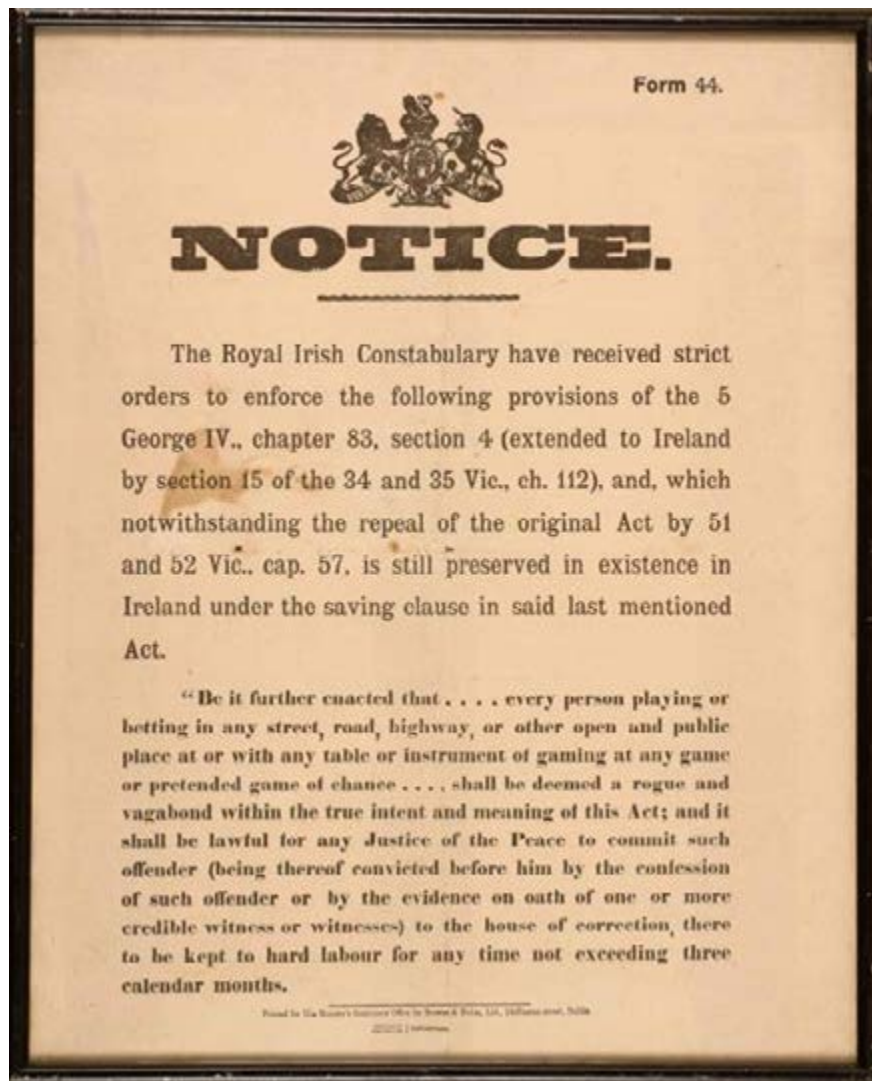 Form 44.
NOTICE.
The Royal Irish Constabulary have received strict
orders to enforce the following provisions of the 5
George IV., chapter 83, section 4 (extended to Ireland
by section 15 of the 34 and 35 Vic., ch. 112), and, which
notwithstanding the repeal of the original Act by 51
and 52 Vic., cap. 57, is still preserved in existence in
Ireland under the saving clause in said last mentioned
Act.
"Be it further enacted that . . . . every person playing or
betting in any street, road, highway, or other open and public
place at or with any table or instrument of gaming at any game
or pretended game of chance . . . . shall be deemed a rogue and
vagabond within the true intent and meaning of this Act; and it
shall be lawful for any Justice of the Peace to commit such
offender (being thereof convicted before him by the confession
of such offender or by the evidence on oath of one or more
credible witness or witnesses) to the house of correction, there
to be kept to hard labour for any time not exceeding three
calendar months.
Printed for His Majesty's Stationery Office by